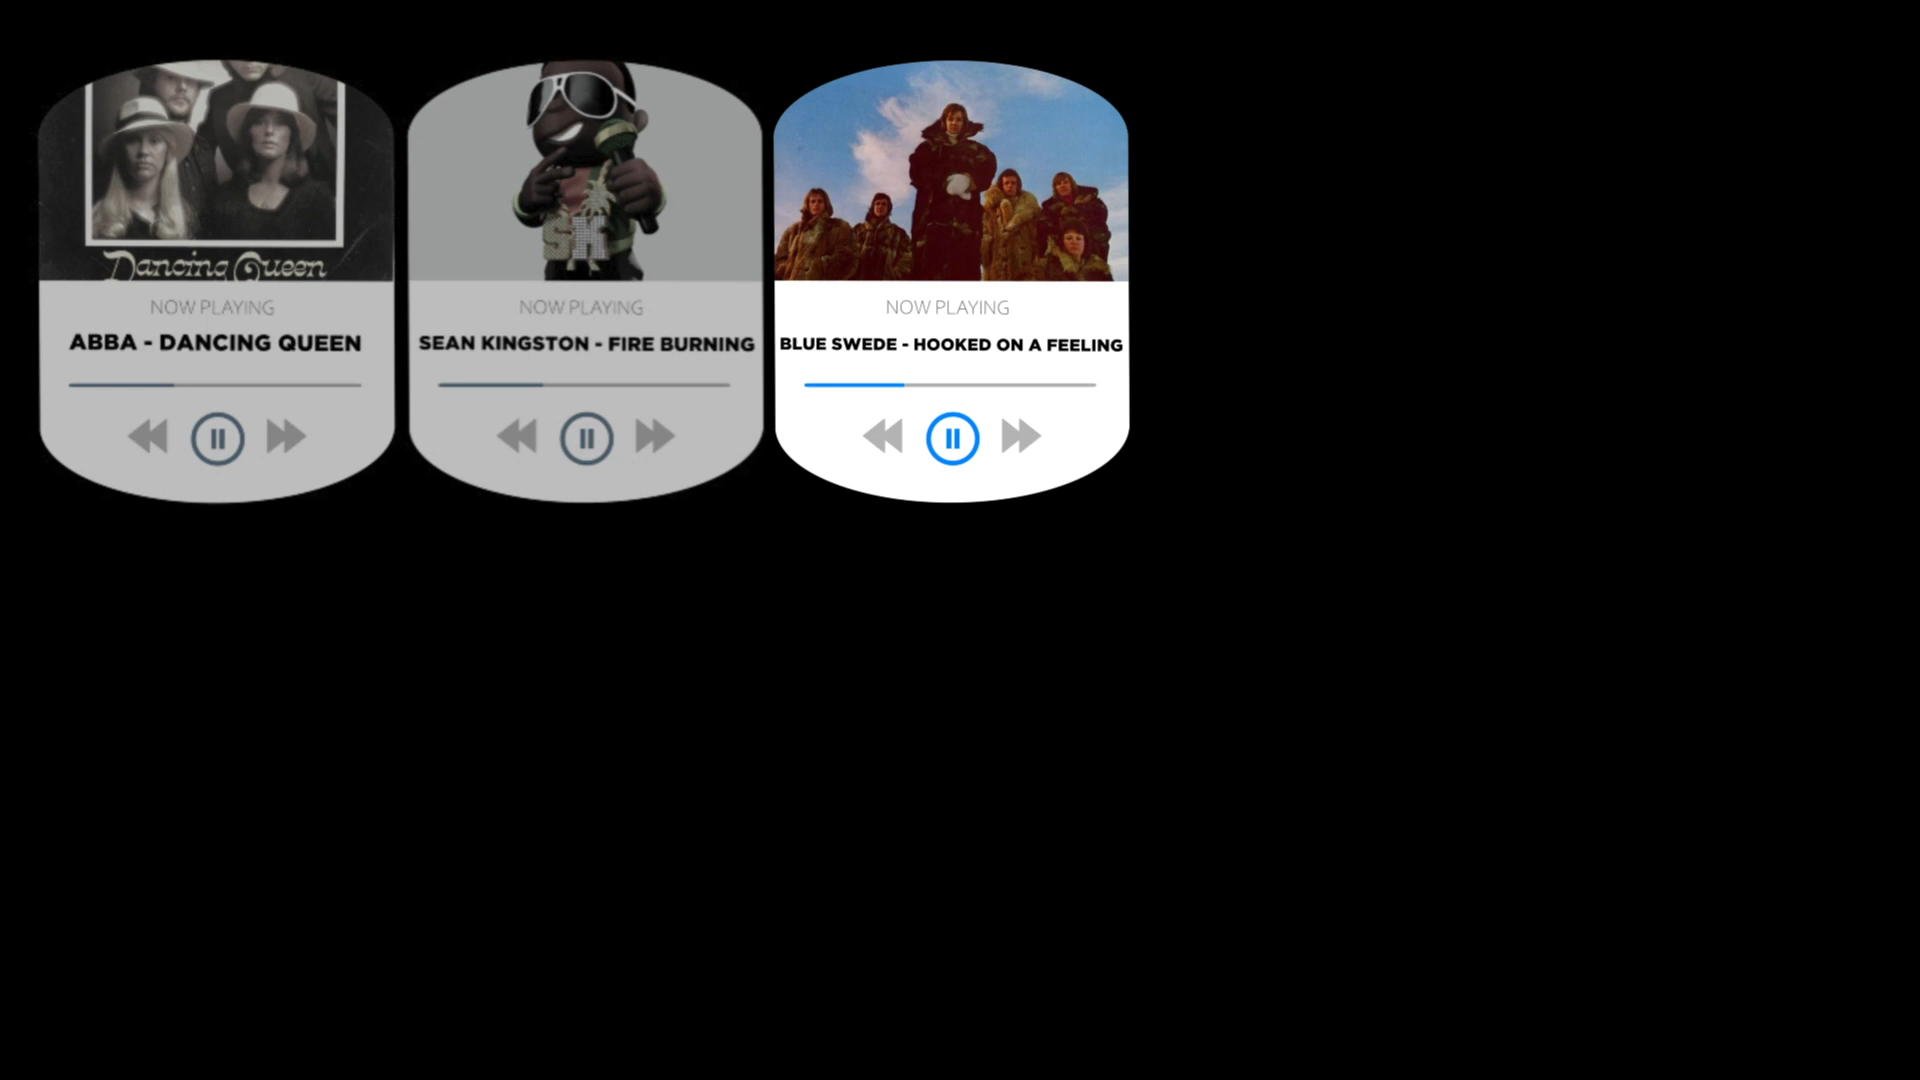 Dancing Queen
NOW PLAYING
ABBA - DANCING QUEEN
SK
NOW PLAYING
SEAN KINGSTON - FIRE BURNING
NOW PLAYING
BLUE SWEDE - HOOKED ON A FEELING